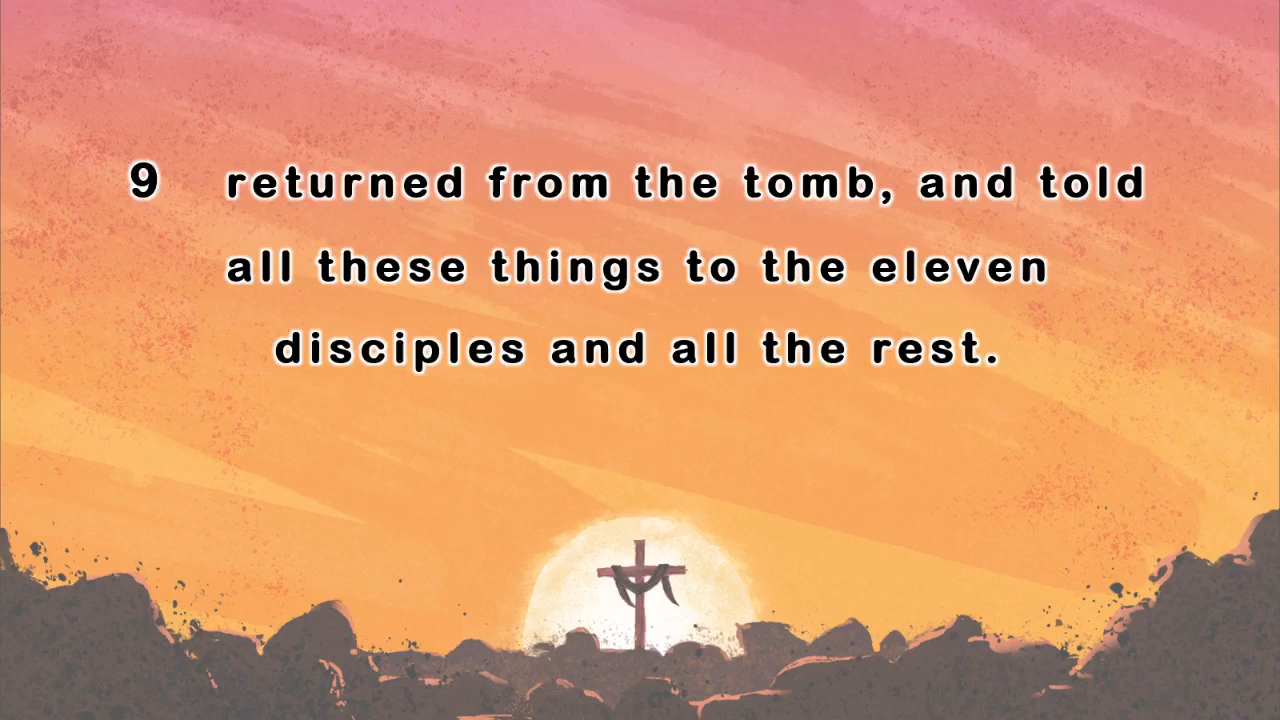 9 returned from the tomb, and told
all these things to the eleven
disciples and all the rest.